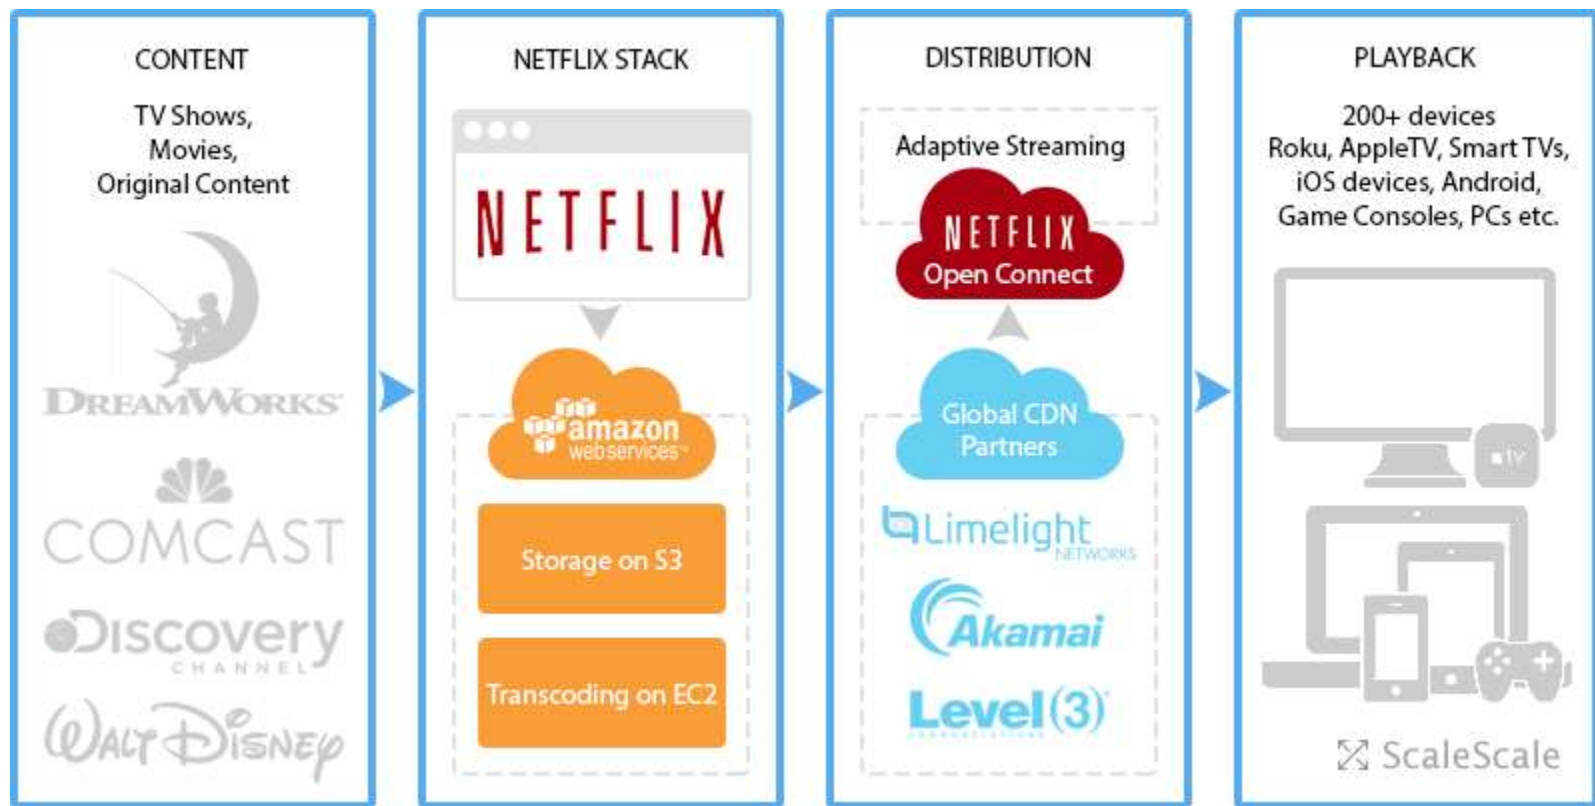 CONTENT
TV Shows,
Movies,
Original Content
DREAMWORKS
COMCAST
DISCOVERY
CHANNEL
WALT DISNEY
NETFLIX STACK
NETFLIX
amazon
webservices™
Storage on S3
Transcoding on EC2
DISTRIBUTION
Adaptive Streaming
NETFLIX
Open Connect
Global CDN
Partners
Limelight
NETWORKS
Akamai
Level(3)
PLAYBACK
200+ devices
Roku, AppleTV, Smart TVs,
iOS devices, Android,
Game Consoles, PCs etc.
tv
ScaleScale